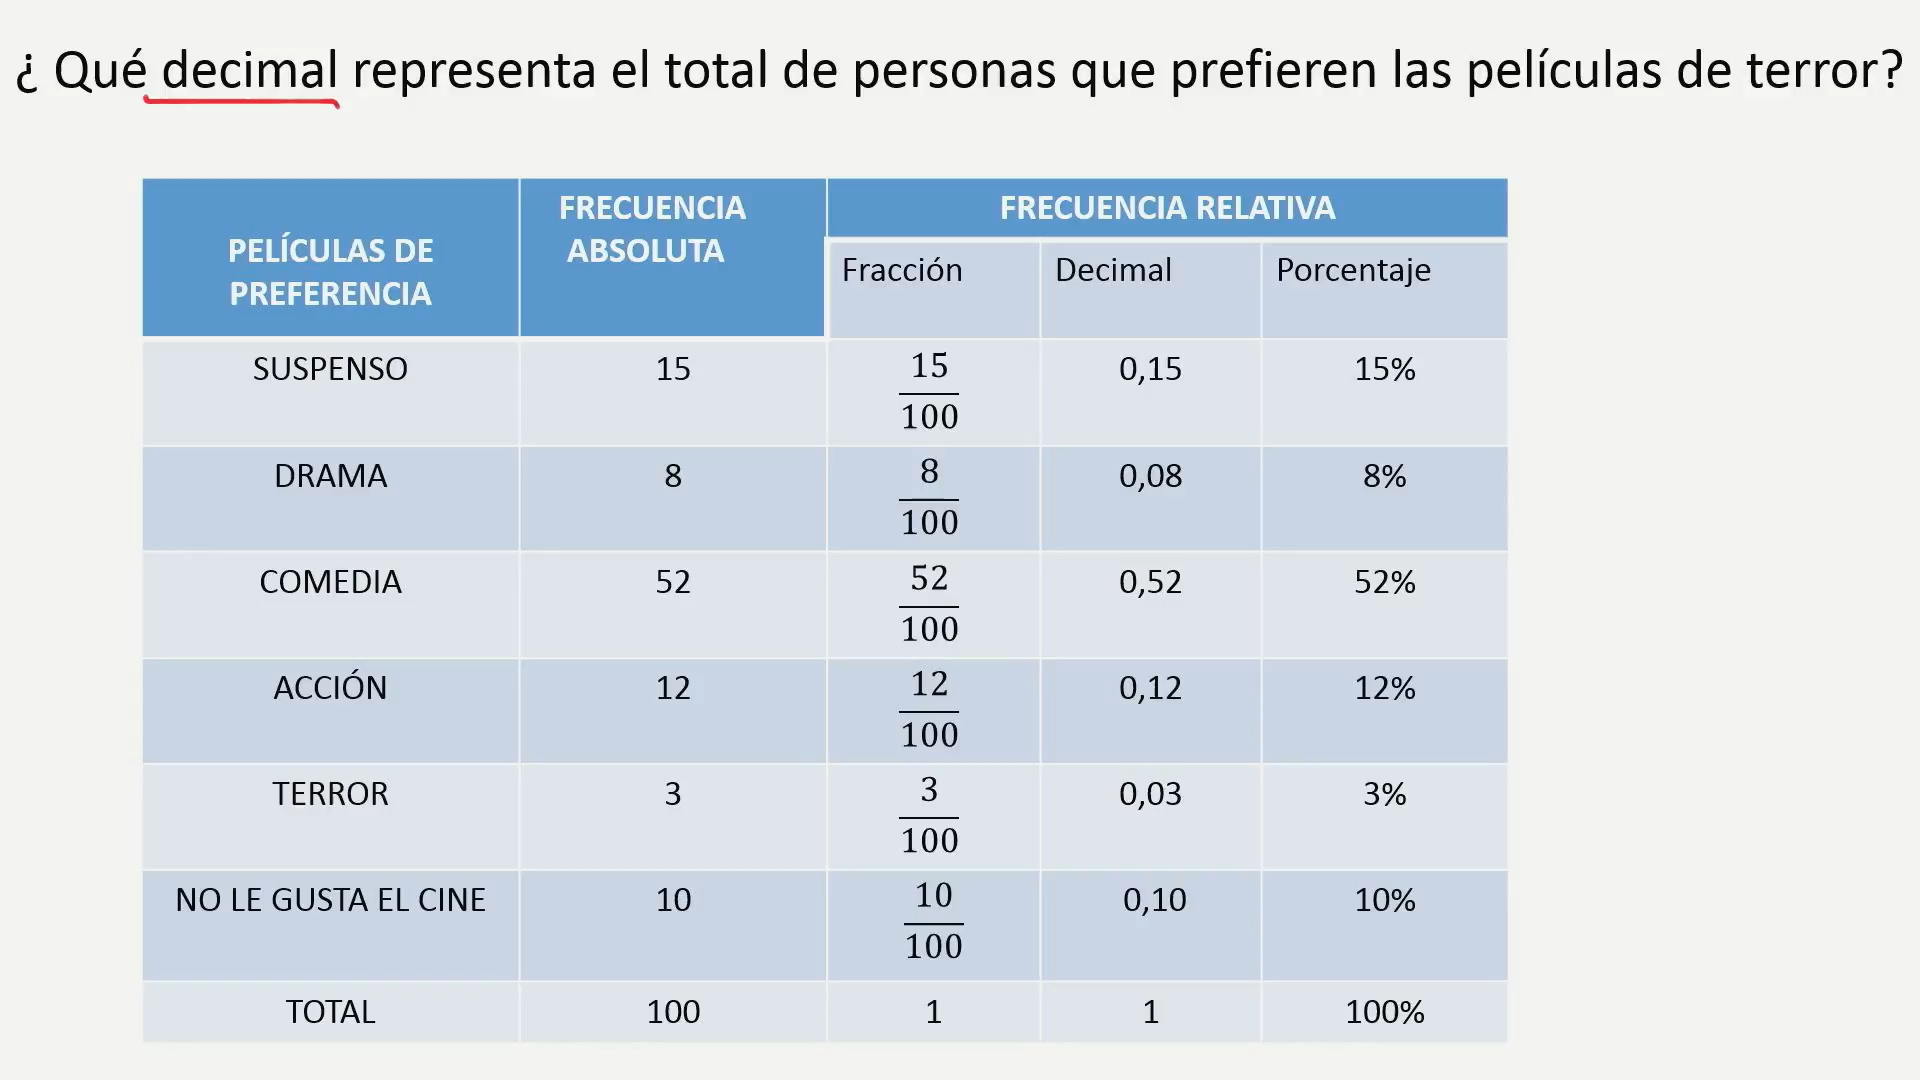 ¿ Qué decimal representa el total de personas que prefieren las películas de terror?
PELÍCULAS DE
PREFERENCIA
FRECUENCIA
ABSOLUTA
FRECUENCIA RELATIVA
Fracción
Decimal
Porcentaje
SUSPENSO 15 15/100 0,15 15%
DRAMA 8 8/100 0,08 8%
COMEDIA 52 52/100 0,52 52%
ACCIÓN 12 12/100 0,12 12%
TERROR 3 3/100 0,03 3%
NO LE GUSTA EL CINE 10 10/100 0,10 10%
TOTAL 100 1 1 100%